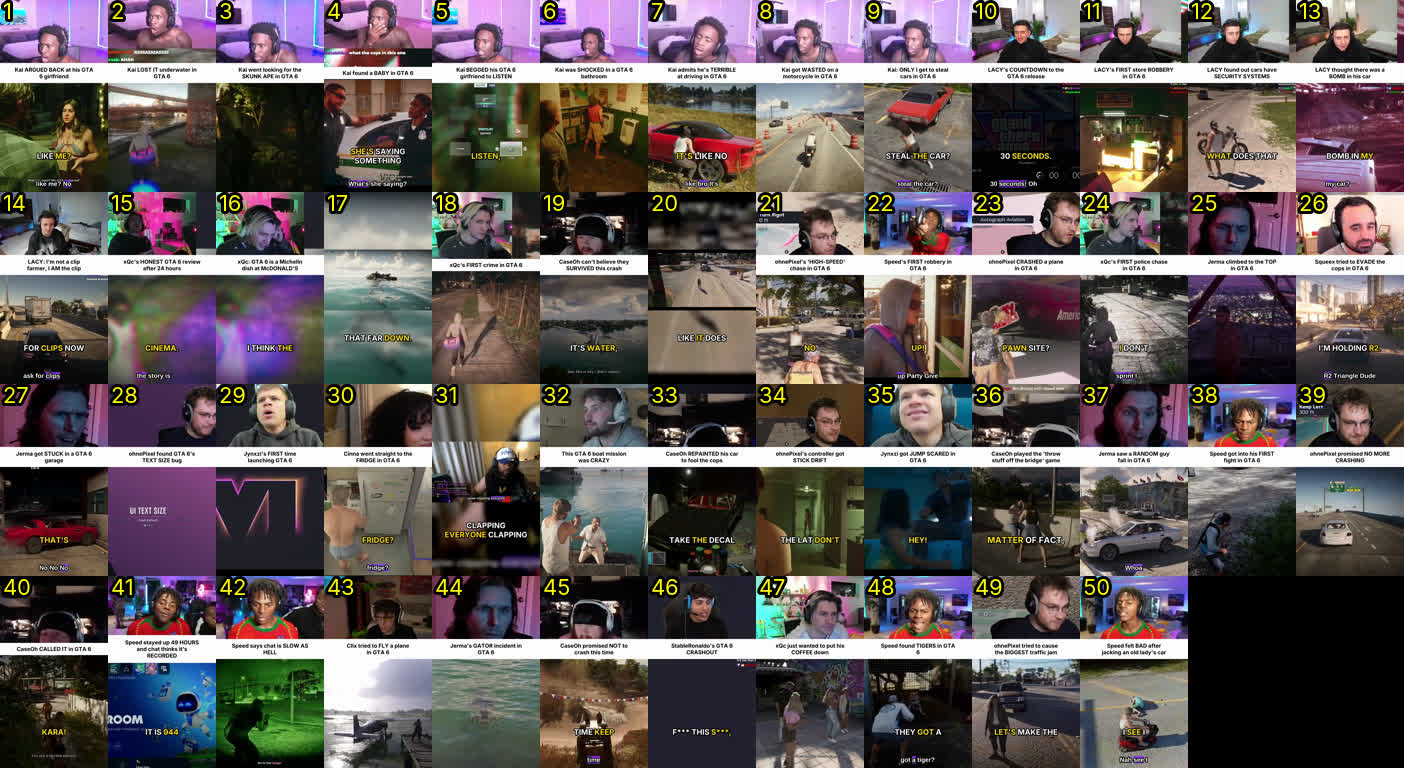 1
Kai ARGUED BACK at his GTA
6 girlfriend
LIKE ME?
like me? No
2
Kai LOST IT underwater in
GTA 6
3
Kai went looking for the
SKUNK APE in GTA 6
4
what the cops in this one
Kai found a BABY in GTA 6
SHE'S SAYING
SOMETHING
What's she saying?
5
Kai BEGGED his GTA 6
girlfriend to LISTEN
LISTEN,
6
Kai was SHOCKED in a GTA 6
bathroom
7
Kai admits he's TERRIBLE
at driving in GTA 6
IT'S LIKE NO
like bro It's
8
Kai got WASTED on a
motorcycle in GTA 6
9
Kai: ONLY I get to steal
cars in GTA 6
STEAL THE CAR?
steal the car?
10
LACY's COUNTDOWN to the
GTA 6 release
30 SECONDS.
30 seconds! Oh
11
LACY's FIRST store ROBBERY
in GTA 6
12
LACY found out cars have
SECURITY SYSTEMS
WHAT DOES THAT
13
LACY thought there was a
BOMB in his car
BOMB IN MY
my car?
14
LACY: I'm not a clip
farmer, I AM the clip
FOR CLIPS NOW
ask for clips
15
xQc's HONEST GTA 6 review
after 24 hours
CINEMA.
the story is
16
xQc: GTA 6 is a Michelin
dish at McDONALD'S
I THINK THE
17
THAT FAR DOWN.
18
xQc's FIRST crime in GTA 6
19
CaseOh can't believe they
SURVIVED this crash
IT'S WATER,
20
LIKE IT DOES
21
Turn Right
0 ft
ohnePixel's 'HIGH-SPEED'
chase in GTA 6
NO
22
Speed's FIRST robbery in
GTA 6
UP!
up Party Give
23
Autograph Aviation
ohnePixel CRASHED a plane
in GTA 6
PAWN SITE?
24
xQc's FIRST police chase
in GTA 6
I DON'T
sprint I
25
Jerma climbed to the TOP
in GTA 6
26
Squeex tried to EVADE the
cops in GTA 6
I'M HOLDING R2,
R2 Triangle Dude
27
Jerma got STUCK in a GTA 6
garage
THAT'S
No No No
28
ohnePixel found GTA 6's
TEXT SIZE bug
UI TEXT SIZE
29
Jynxzi's FIRST time
launching GTA 6
30
Cinna went straight to the
FRIDGE in GTA 6
FRIDGE?
fridge?
31
CLAPPING
EVERYONE CLAPPING
32
This GTA 6 boat mission
was CRAZY
33
CaseOh REPAINTED his car
to fool the cops
TAKE THE DECAL
34
ohnePixel's controller got
STICK DRIFT
THE LAT DON'T
35
Jynxzi got JUMP SCARED in
GTA 6
HEY!
36
CaseOh played the 'throw
stuff off the bridge' game
MATTER OF FACT,
37
Jerma saw a RANDOM guy
fall in GTA 6
Whoa
38
Speed got into his FIRST
fight in GTA 6
39
Keep Left
ohnePixel promised NO MORE
CRASHING
40
CaseOh CALLED IT in GTA 6
KARA!
41
Speed stayed up 49 HOURS
and chat thinks it's
RECORDED
ROOM
IT IS 944
42
Speed says chat is SLOW AS
HELL
43
Clix tried to FLY a plane
in GTA 6
44
Jerma's GATOR incident in
GTA 6
45
CaseOh promised NOT to
crash this time
TIME KEEP
time
46
StableRonaldo's GTA 6
CRASHOUT
F*** THIS S***,
47
xQc just wanted to put his
COFFEE down
48
Speed found TIGERS in GTA
6
THEY GOT A
got a tiger?
49
ohnePixel tried to cause
the BIGGEST traffic jam
LET'S MAKE THE
50
Speed felt BAD after
jacking an old lady's car
I SEE I
Nah see I